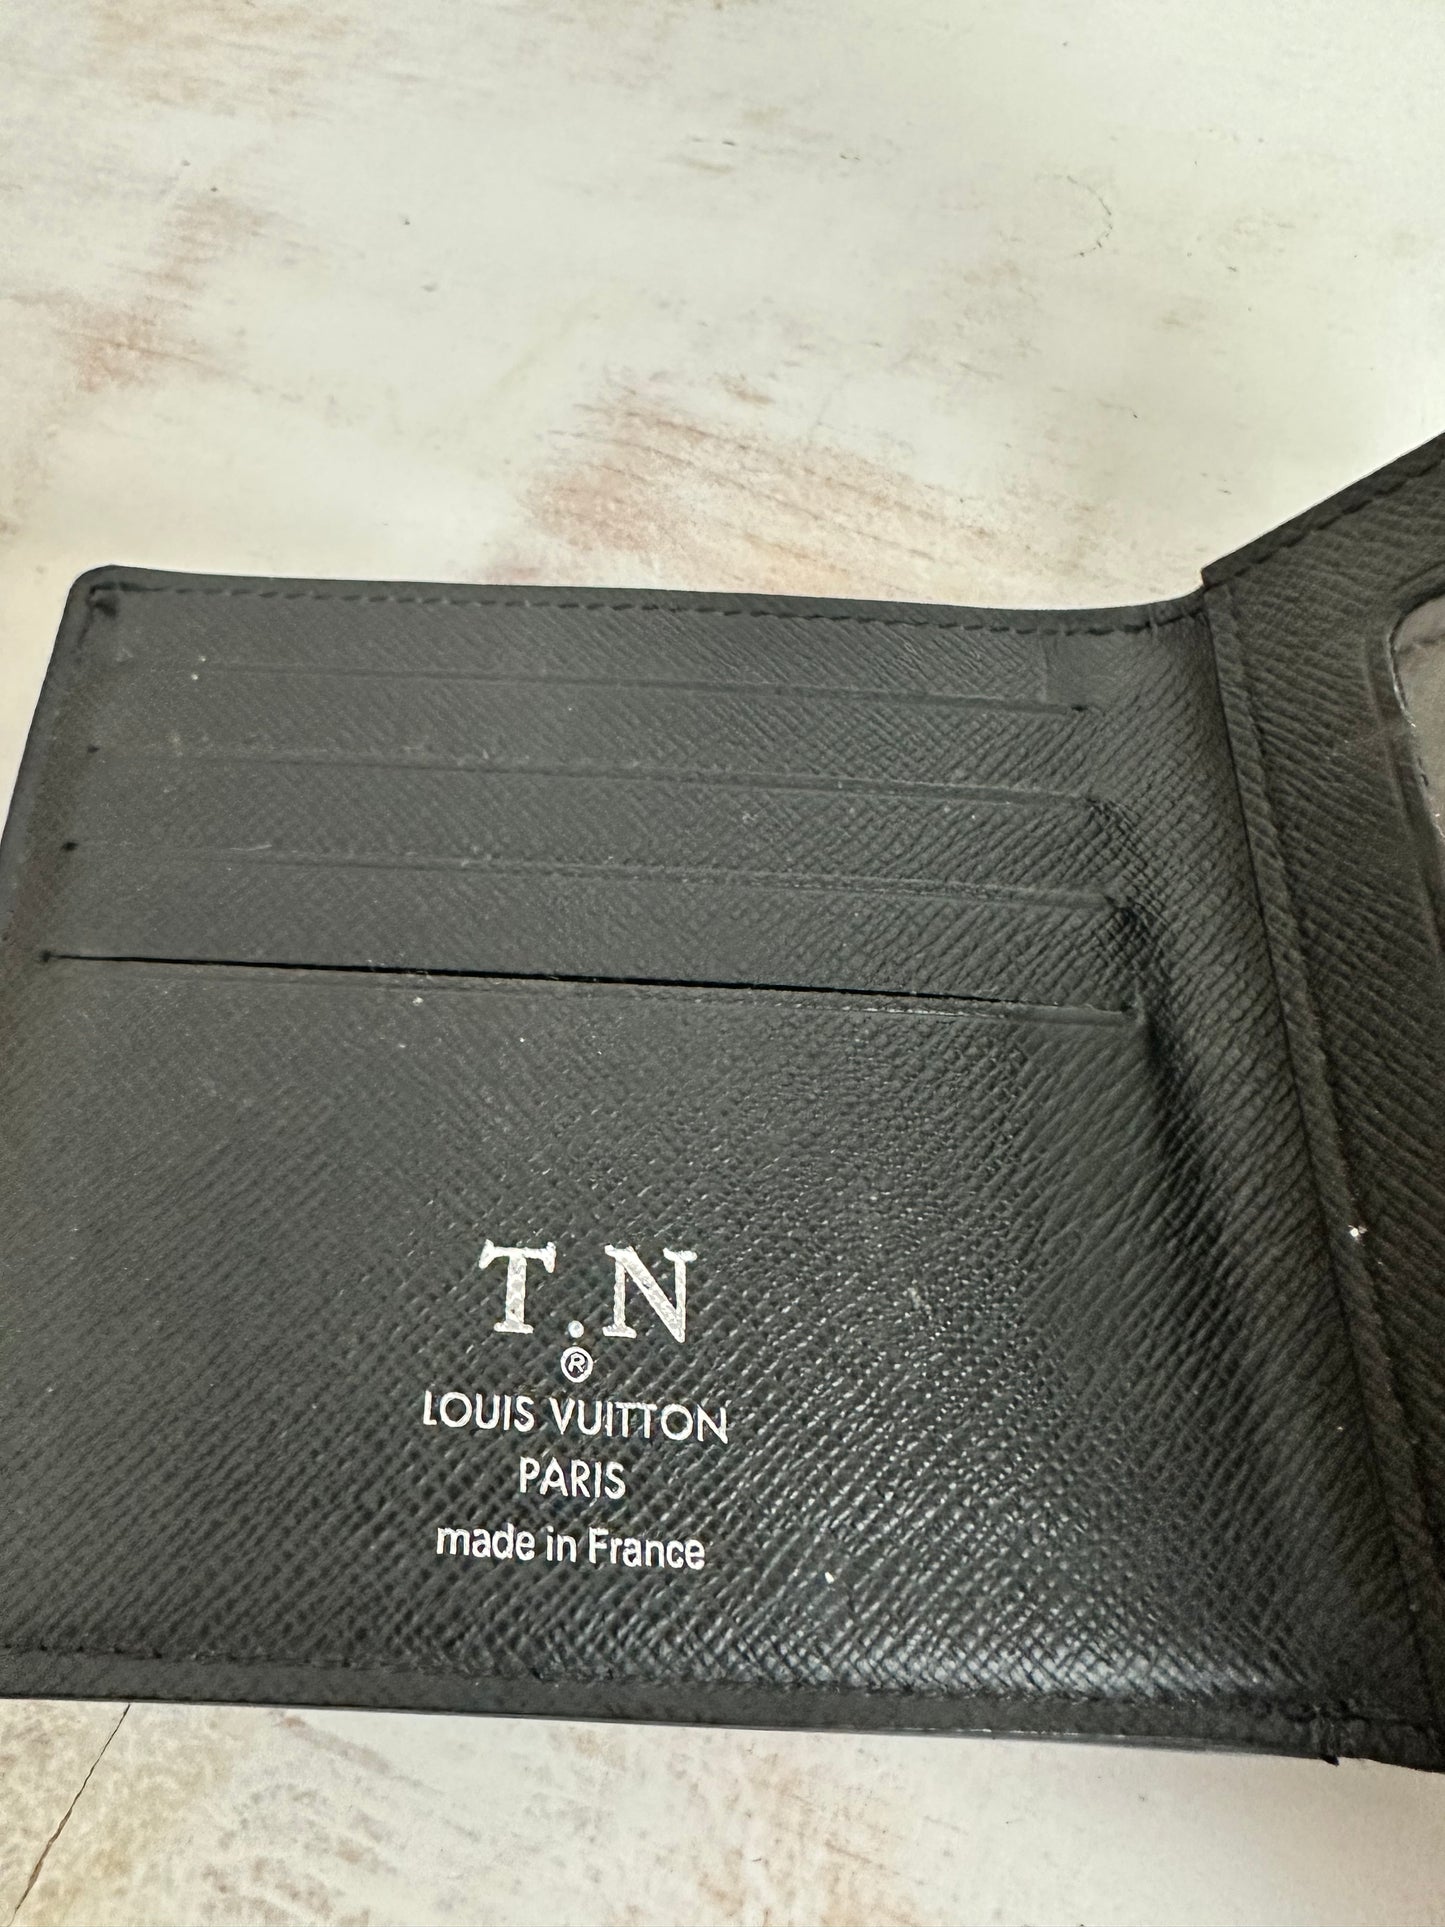 T.N
®
LOUIS VUITTON
PARIS
made in France